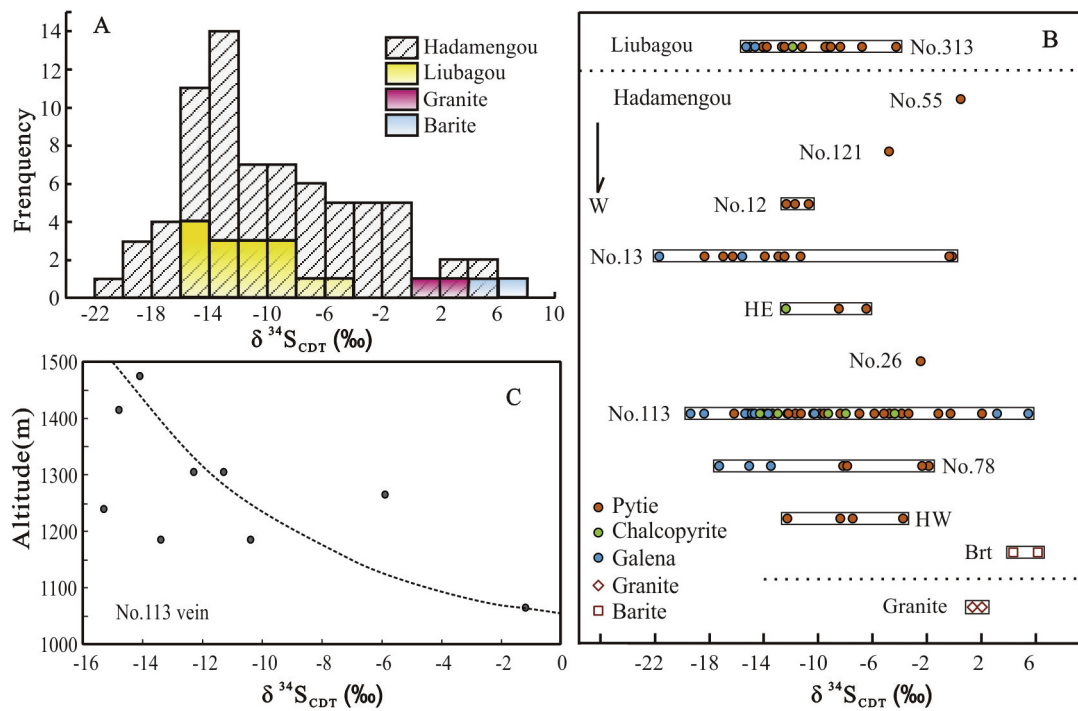 A
14
12
10
8
6
4
2
0
Frenquency
Hadamengou
Liubagou
Granite
Barite
-22 -18 -14 -10 -6 -2 2 6 10
δ 34SCDT (‰)
C
1500
1400
1300
1200
1100
1000
Altitude(m)
No.113 vein
-16 -14 -12 -10 -8 -6 -4 -2 0
δ 34SCDT (‰)
B
Liubagou
No.313
Hadamengou
No.55
No.121
W
No.12
No.13
HE
No.26
No.113
No.78
HW
Brt
Granite
Pytie
Chalcopyrite
Galena
Granite
Barite
-22 -18 -14 -10 -6 -2 2 6
δ 34SCDT (‰)